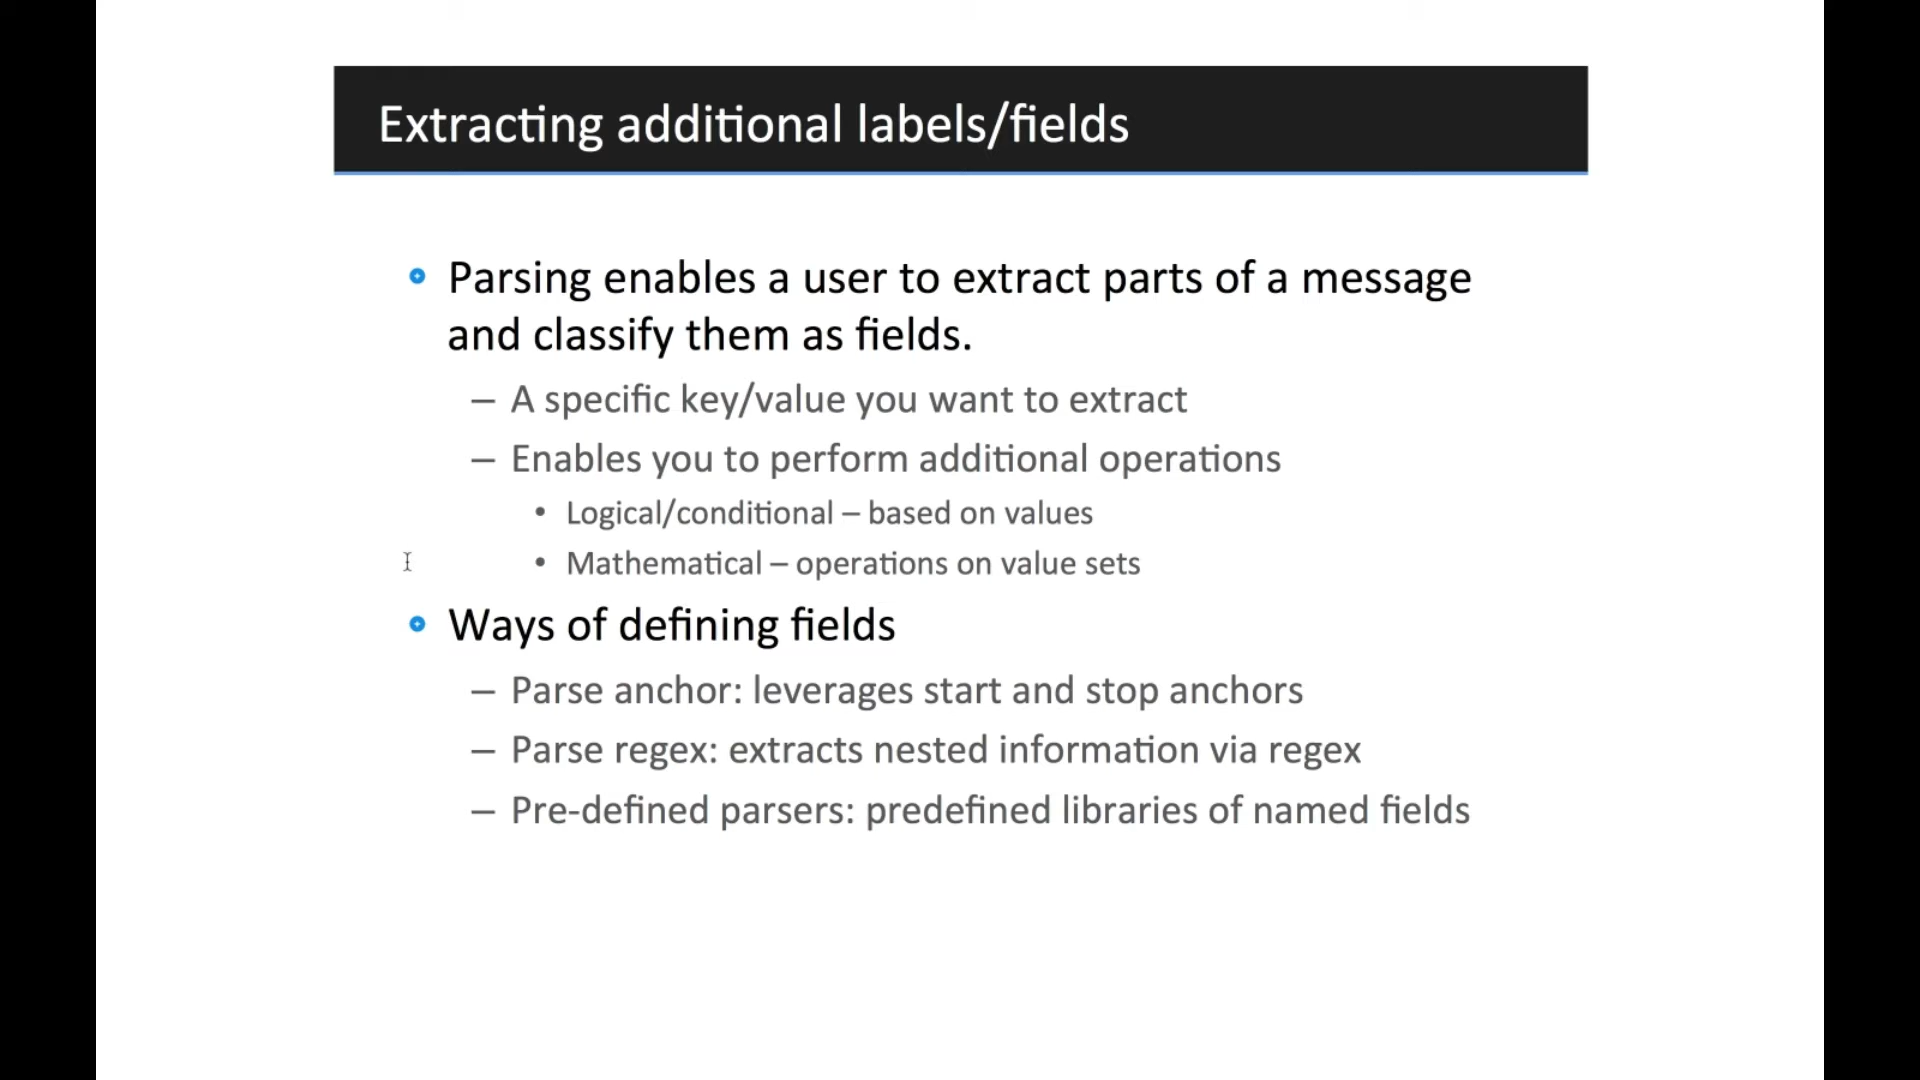 Extracting additional labels/fields
Parsing enables a user to extract parts of a message
and classify them as fields.
– A specific key/value you want to extract
– Enables you to perform additional operations
• Logical/conditional – based on values
• Mathematical – operations on value sets
Ways of defining fields
– Parse anchor: leverages start and stop anchors
– Parse regex: extracts nested information via regex
– Pre-defined parsers: predefined libraries of named fields